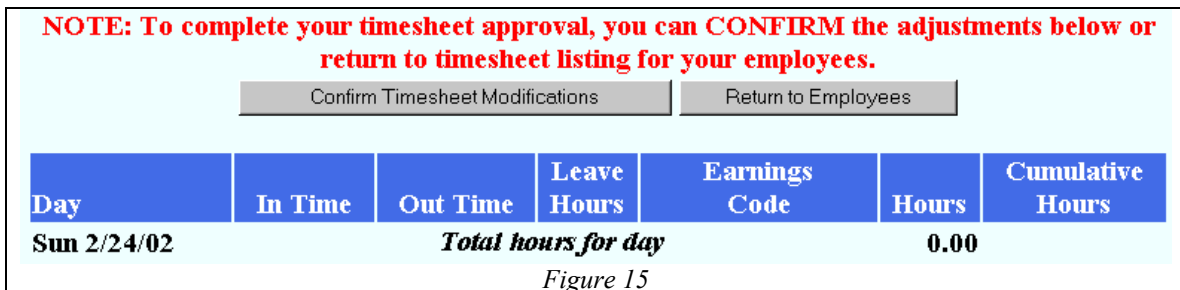 NOTE: To complete your timesheet approval, you can CONFIRM the adjustments below or
return to timesheet listing for your employees.
Confirm Timesheet Modifications Return to Employees
Day In Time Out Time Leave Hours Earnings Code Hours Cumulative Hours
Sun 2/24/02 Total hours for day 0.00
Figure 15